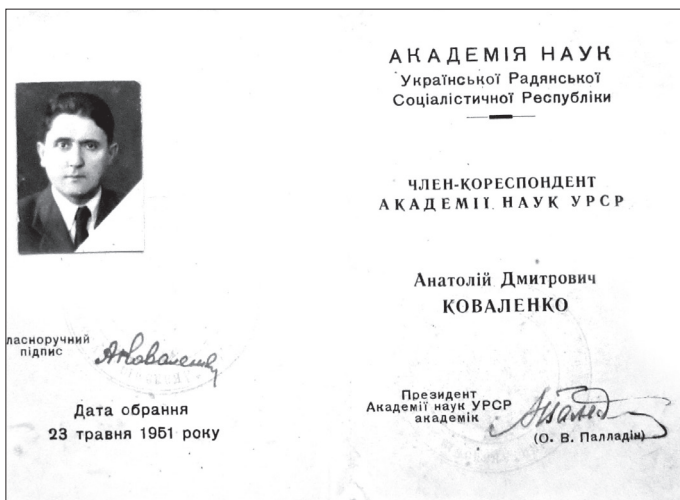 ласноручний
підпис
АКоваленко
Дата обрання
23 травня 1951 року
АКАДЕМІЯ НАУК
Української Радянської
Соціалістичної Республіки
ЧЛЕН-КОРЕСПОНДЕНТ
АКАДЕМІЇ НАУК УРСР
Анатолій Дмитрович
КОВАЛЕНКО
Президент
Академії наук УРСР
академік
(О. В. Палладін)